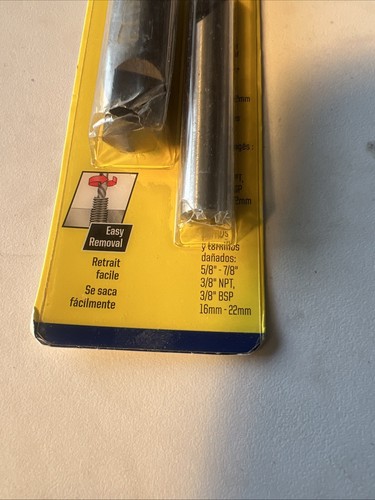 Easy
Removal
Retrait
facile
Se saca
fácilmente
dañados:
5/8" - 7/8"
3/8" NPT,
3/8" BSP
16mm - 22mm